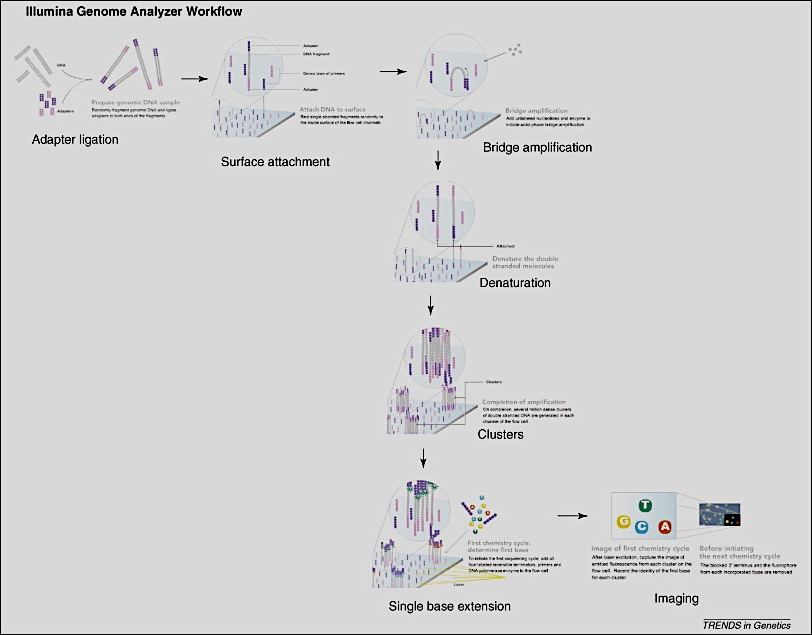 Illumina Genome Analyzer Workflow
DNA
Adapters
Prepare genomic DNA sample
Randomly fragment genomic DNA and ligate
adapters to both ends of the fragments.
Adapter ligation
Adapter
DNA fragment
Dense lawn of primers
Adapter
Attach DNA to surface
Bind single stranded fragments randomly to
the inside surface of the flow cell channels.
Surface attachment
Bridge amplification
Add unlabeled nucleotides and enzyme to
initiate solid-phase bridge amplification.
Bridge amplification
Attached
Denature the double
stranded molecules
Denaturation
Clusters
Completion of amplification
On completion, several million dense clusters
of double stranded DNA are generated in each
channel of the flow cell.
Clusters
First chemistry cycle:
determine first base
To initiate the first sequencing cycle, add all
four labeled reversible terminators, primers and
DNA polymerase enzyme to the flow cell.
Laser
Single base extension
T
G
C
A
Image of first chemistry cycle
After laser excitation, capture the image of
emitted fluorescence from each cluster on the
flow cell. Record the identity of the first base
for each cluster.
Before initiating
the next chemistry cycle
The blocked 3' terminus and the fluorophore
from each incorporated base are removed.
Imaging
TRENDS in Genetics